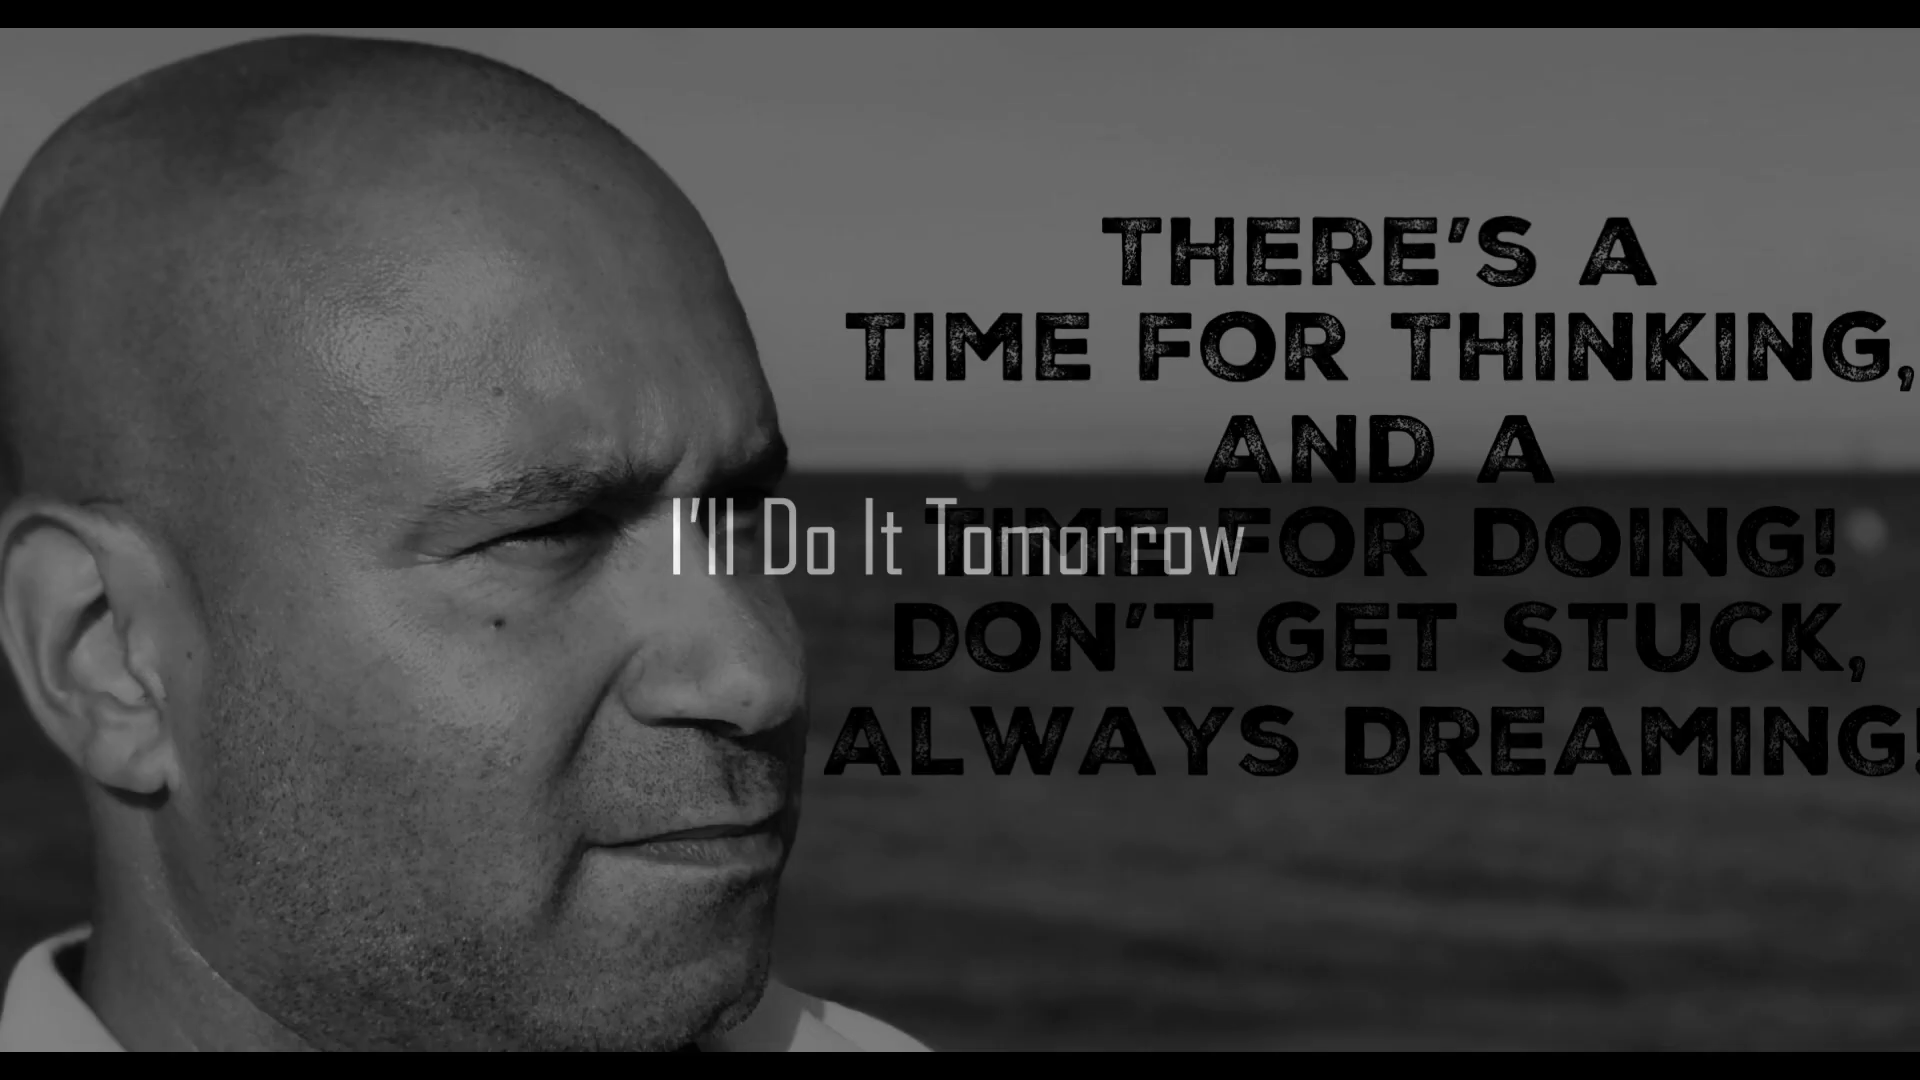 THERE'S A
TIME FOR THINKING,
AND A
TIME FOR DOING!
DON'T GET STUCK,
ALWAYS DREAMING!
I'll Do It Tomorrow